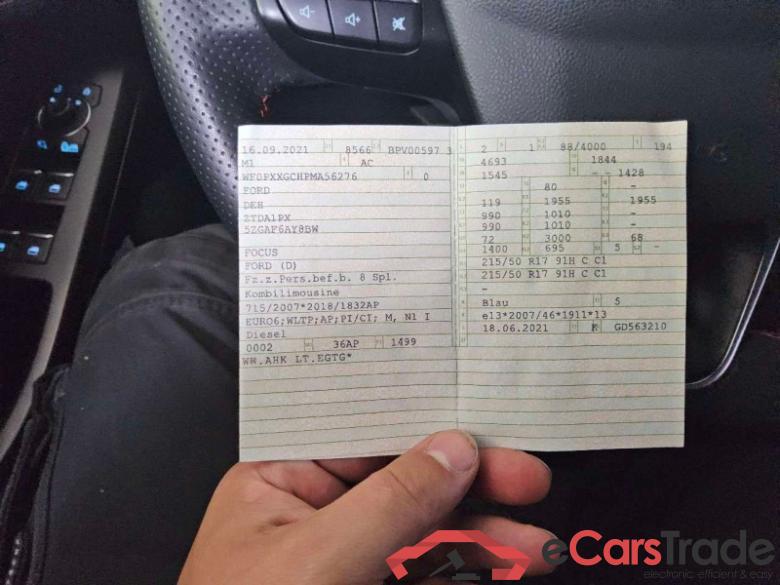 16.09.2021 8566 BPV00597 3
M1 AC
WF0PXXGCHPMA56276 0
FORD
DEH
ZTDA1PX
5ZGAF6AY8BW
FOCUS
FORD (D)
Fz.z.Pers.bef.b. 8 Spl.
Kombilimousine
715/2007*2018/1832AP
EURO6;WLTP;AP;PI/CI; M, N1 I
Diesel
0002 36AP 1499
WW.AHK LT.EGTG*
2 1 88/4000 194
4693 1844
1545 - - 1428
80 -
119 1955 1955
990 1010 -
990 1010 -
72 3000 68
1400 695 5 -
215/50 R17 91H C C1
215/50 R17 91H C C1
-
-
Blau 5
e13*2007/46*1911*13
18.06.2021 K GD563210
eCarsTrade
electronic, efficient & easy